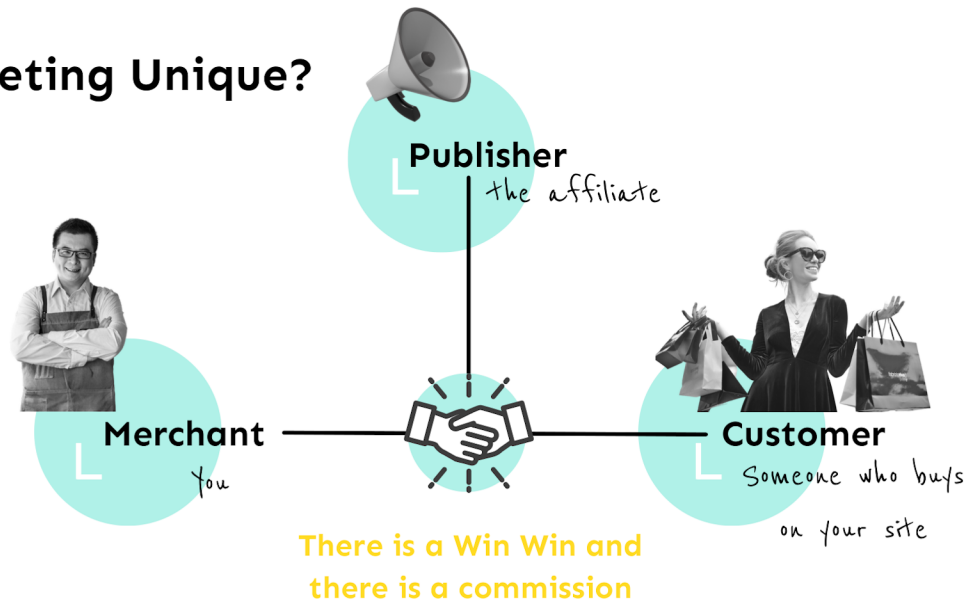 eting Unique?
Publisher
the affiliate
Merchant
You
Customer
Someone who buys
on your site
There is a Win Win and
there is a commission